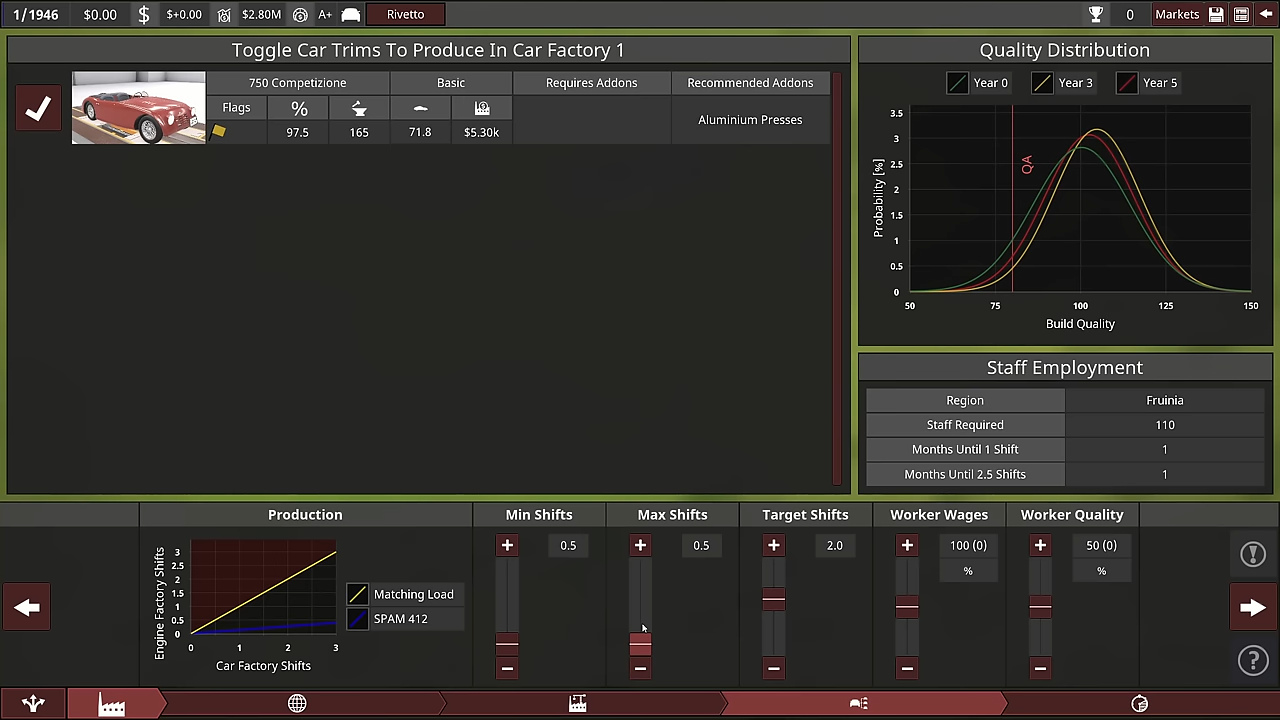 1/1946 $0.00 $ $+0.00 $2.80M A+ Rivetto 0 Markets
Toggle Car Trims To Produce In Car Factory 1
750 Competizione Basic Requires Addons Recommended Addons
Flags %
97.5 165 71.8 $5.30k
Aluminium Presses
Quality Distribution
Year 0 Year 3 Year 5
3.5
3
2.5
2
1.5
1
0.5
0
Probability [%]
QA
50 75 100 125 150
Build Quality
Staff Employment
Region Fruinia
Staff Required 110
Months Until 1 Shift 1
Months Until 2.5 Shifts 1
Production
Engine Factory Shifts
3
2.5
2
1.5
1
0.5
0
0 1 2 3
Car Factory Shifts
Matching Load
SPAM 412
Min Shifts
+ 0.5
-
Max Shifts
+ 0.5
-
Target Shifts
+ 2.0
-
Worker Wages
+ 100 (0)
%
-
Worker Quality
+ 50 (0)
%
-
!
?